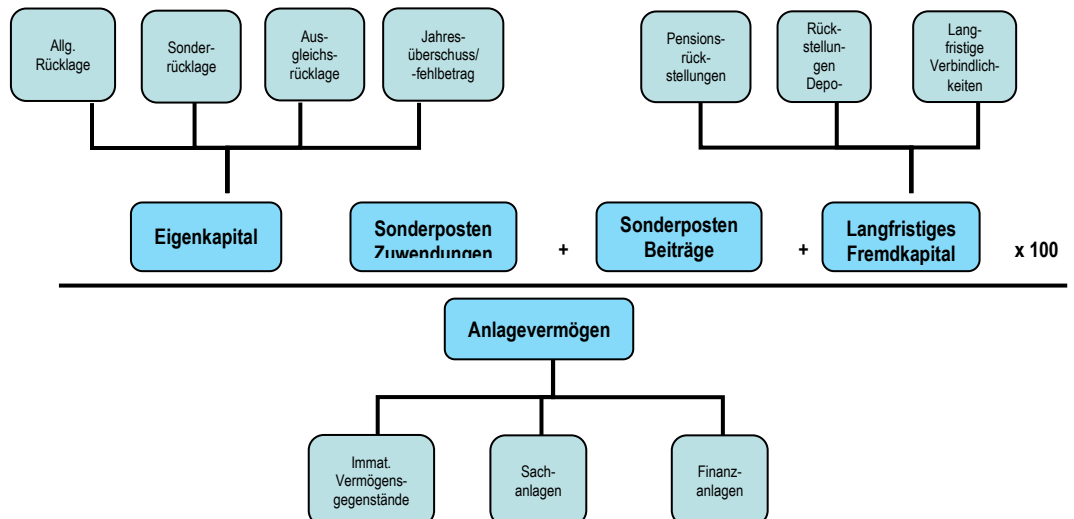 Allg.
Rücklage
Sonder-
rücklage
Aus-
gleichs-
rücklage
Jahres-
überschuss/
-fehlbetrag
Pensions-
rück-
stellungen
Rück-
stellun-
gen
Depo-
Lang-
fristige
Verbindlich-
keiten
Eigenkapital
Sonderposten
Zuwendungen
+
Sonderposten
Beiträge
+
Langfristiges
Fremdkapital
x 100
Anlagevermögen
Immat.
Vermögens-
gegenstände
Sach-
anlagen
Finanz-
anlagen